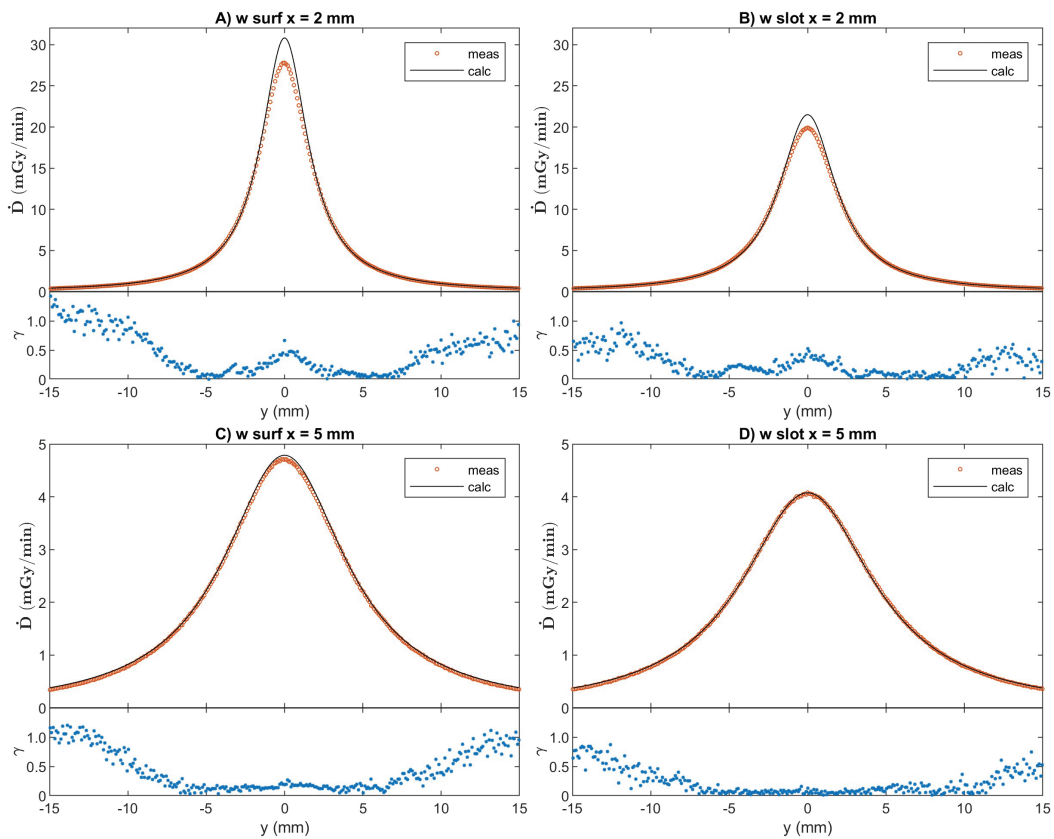 A) w surf x = 2 mm
30
25
20
15
10
5
0
Ḋ (mGy/min)
meas
calc
1.0
0.5
0
γ
-15 -10 -5 0 5 10 15
y (mm)
B) w slot x = 2 mm
30
25
20
15
10
5
0
Ḋ (mGy/min)
meas
calc
1.0
0.5
0
γ
-15 -10 -5 0 5 10 15
y (mm)
C) w surf x = 5 mm
5
4
3
2
1
0
Ḋ (mGy/min)
meas
calc
1.0
0.5
0
γ
-15 -10 -5 0 5 10 15
y (mm)
D) w slot x = 5 mm
5
4
3
2
1
0
Ḋ (mGy/min)
meas
calc
1.0
0.5
0
γ
-15 -10 -5 0 5 10 15
y (mm)